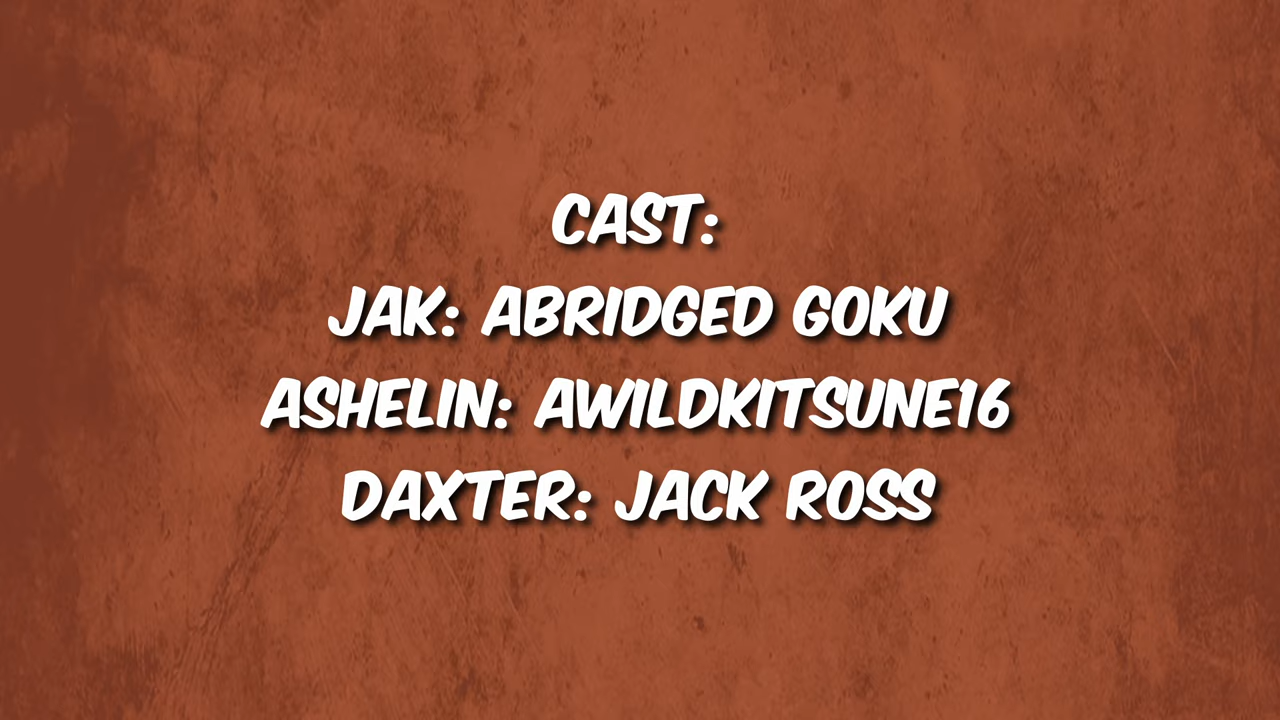 CAST:
JAK: ABRIDGED GOKU
ASHELIN: AWILDKITSUNE16
DAXTER: JACK ROSS